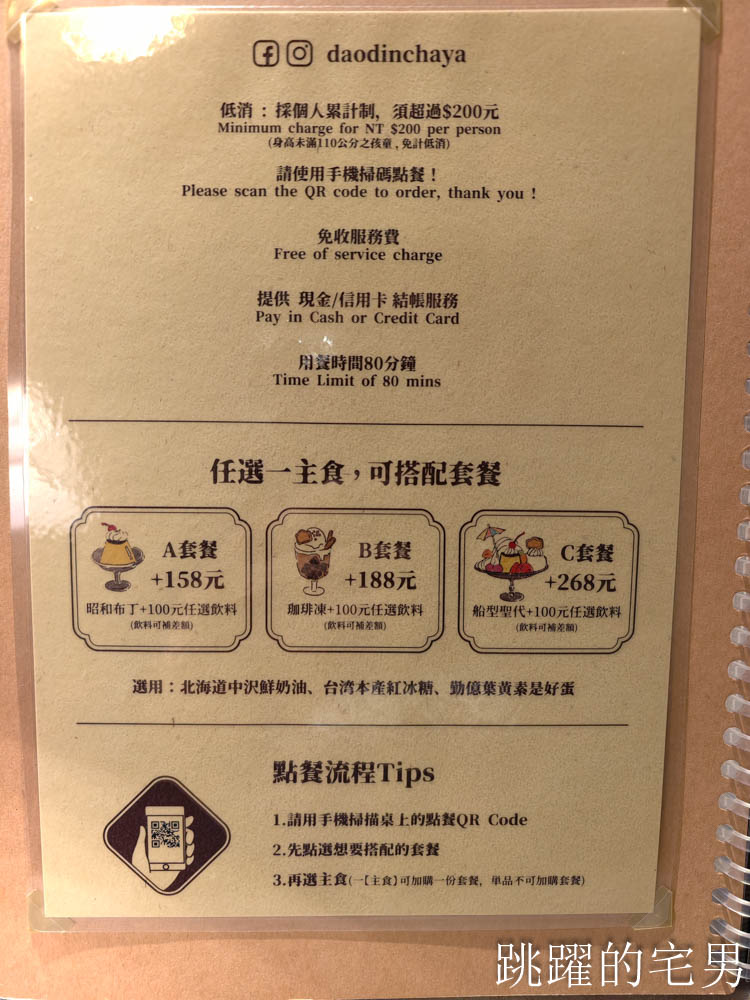 daodinchaya
低消：採個人累計制，須超過$200元
Minimum charge for NT $200 per person
(身高未滿110公分之孩童，免計低消)
請使用手機掃碼點餐！
Please scan the QR code to order, thank you !
免收服務費
Free of service charge
提供 現金/信用卡 結帳服務
Pay in Cash or Credit Card
用餐時間80分鐘
Time Limit of 80 mins
任選一主食，可搭配套餐
A套餐
+158元
昭和布丁+100元任選飲料
(飲料可補差額)
B套餐
+188元
珈琲凍+100元任選飲料
(飲料可補差額)
C套餐
+268元
船型聖代+100元任選飲料
(飲料可補差額)
選用：北海道中沢鮮奶油、台湾本產紅冰糖、勤億葉黃素是好蛋
點餐流程Tips
1.請用手機掃描桌上的點餐QR Code
2.先點選想要搭配的套餐
3.再選主食(一【主食】可加購一份套餐，單品不可加購套餐)
跳躍的宅男